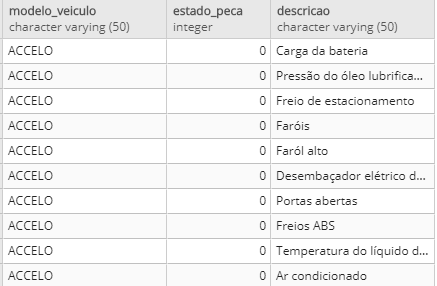 modelo_veiculo estado_peca descricao
character varying (50) integer character varying (50)
ACCELO 0 Carga da bateria
ACCELO 0 Pressão do óleo lubrifica...
ACCELO 0 Freio de estacionamento
ACCELO 0 Faróis
ACCELO 0 Faról alto
ACCELO 0 Desembaçador elétrico d...
ACCELO 0 Portas abertas
ACCELO 0 Freios ABS
ACCELO 0 Temperatura do líquido d...
ACCELO 0 Ar condicionado